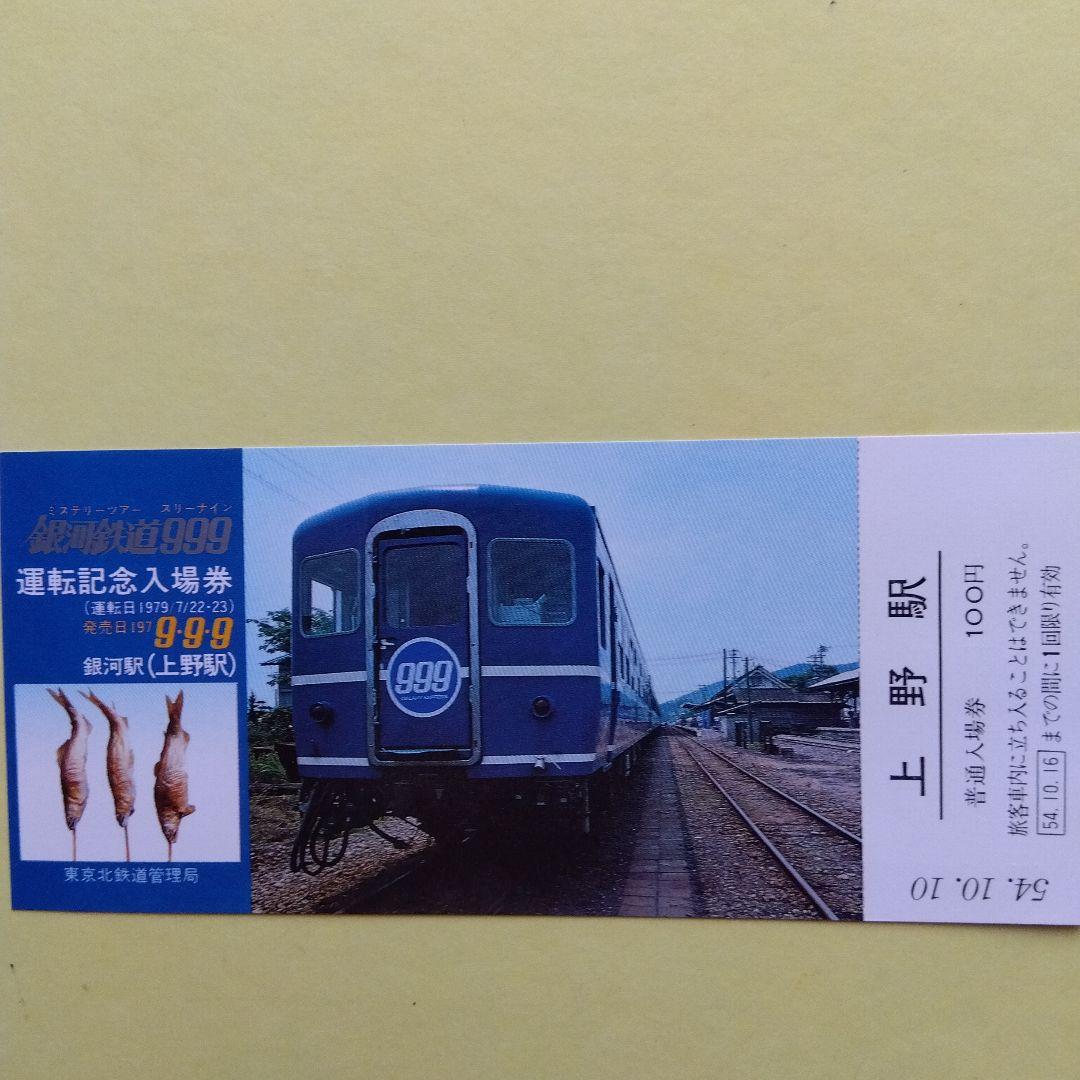 ミステリーツアー スリーナイン
銀河鉄道999
運転記念入場券
(運転日1979/7/22-23)
発売日1979・9・9
銀河駅(上野駅)
東京北鉄道管理局
999
上野駅
普通入場券 100円
旅客車内に立ち入ることはできません。
54.10.16までの間に1回限り有効
54.10.10